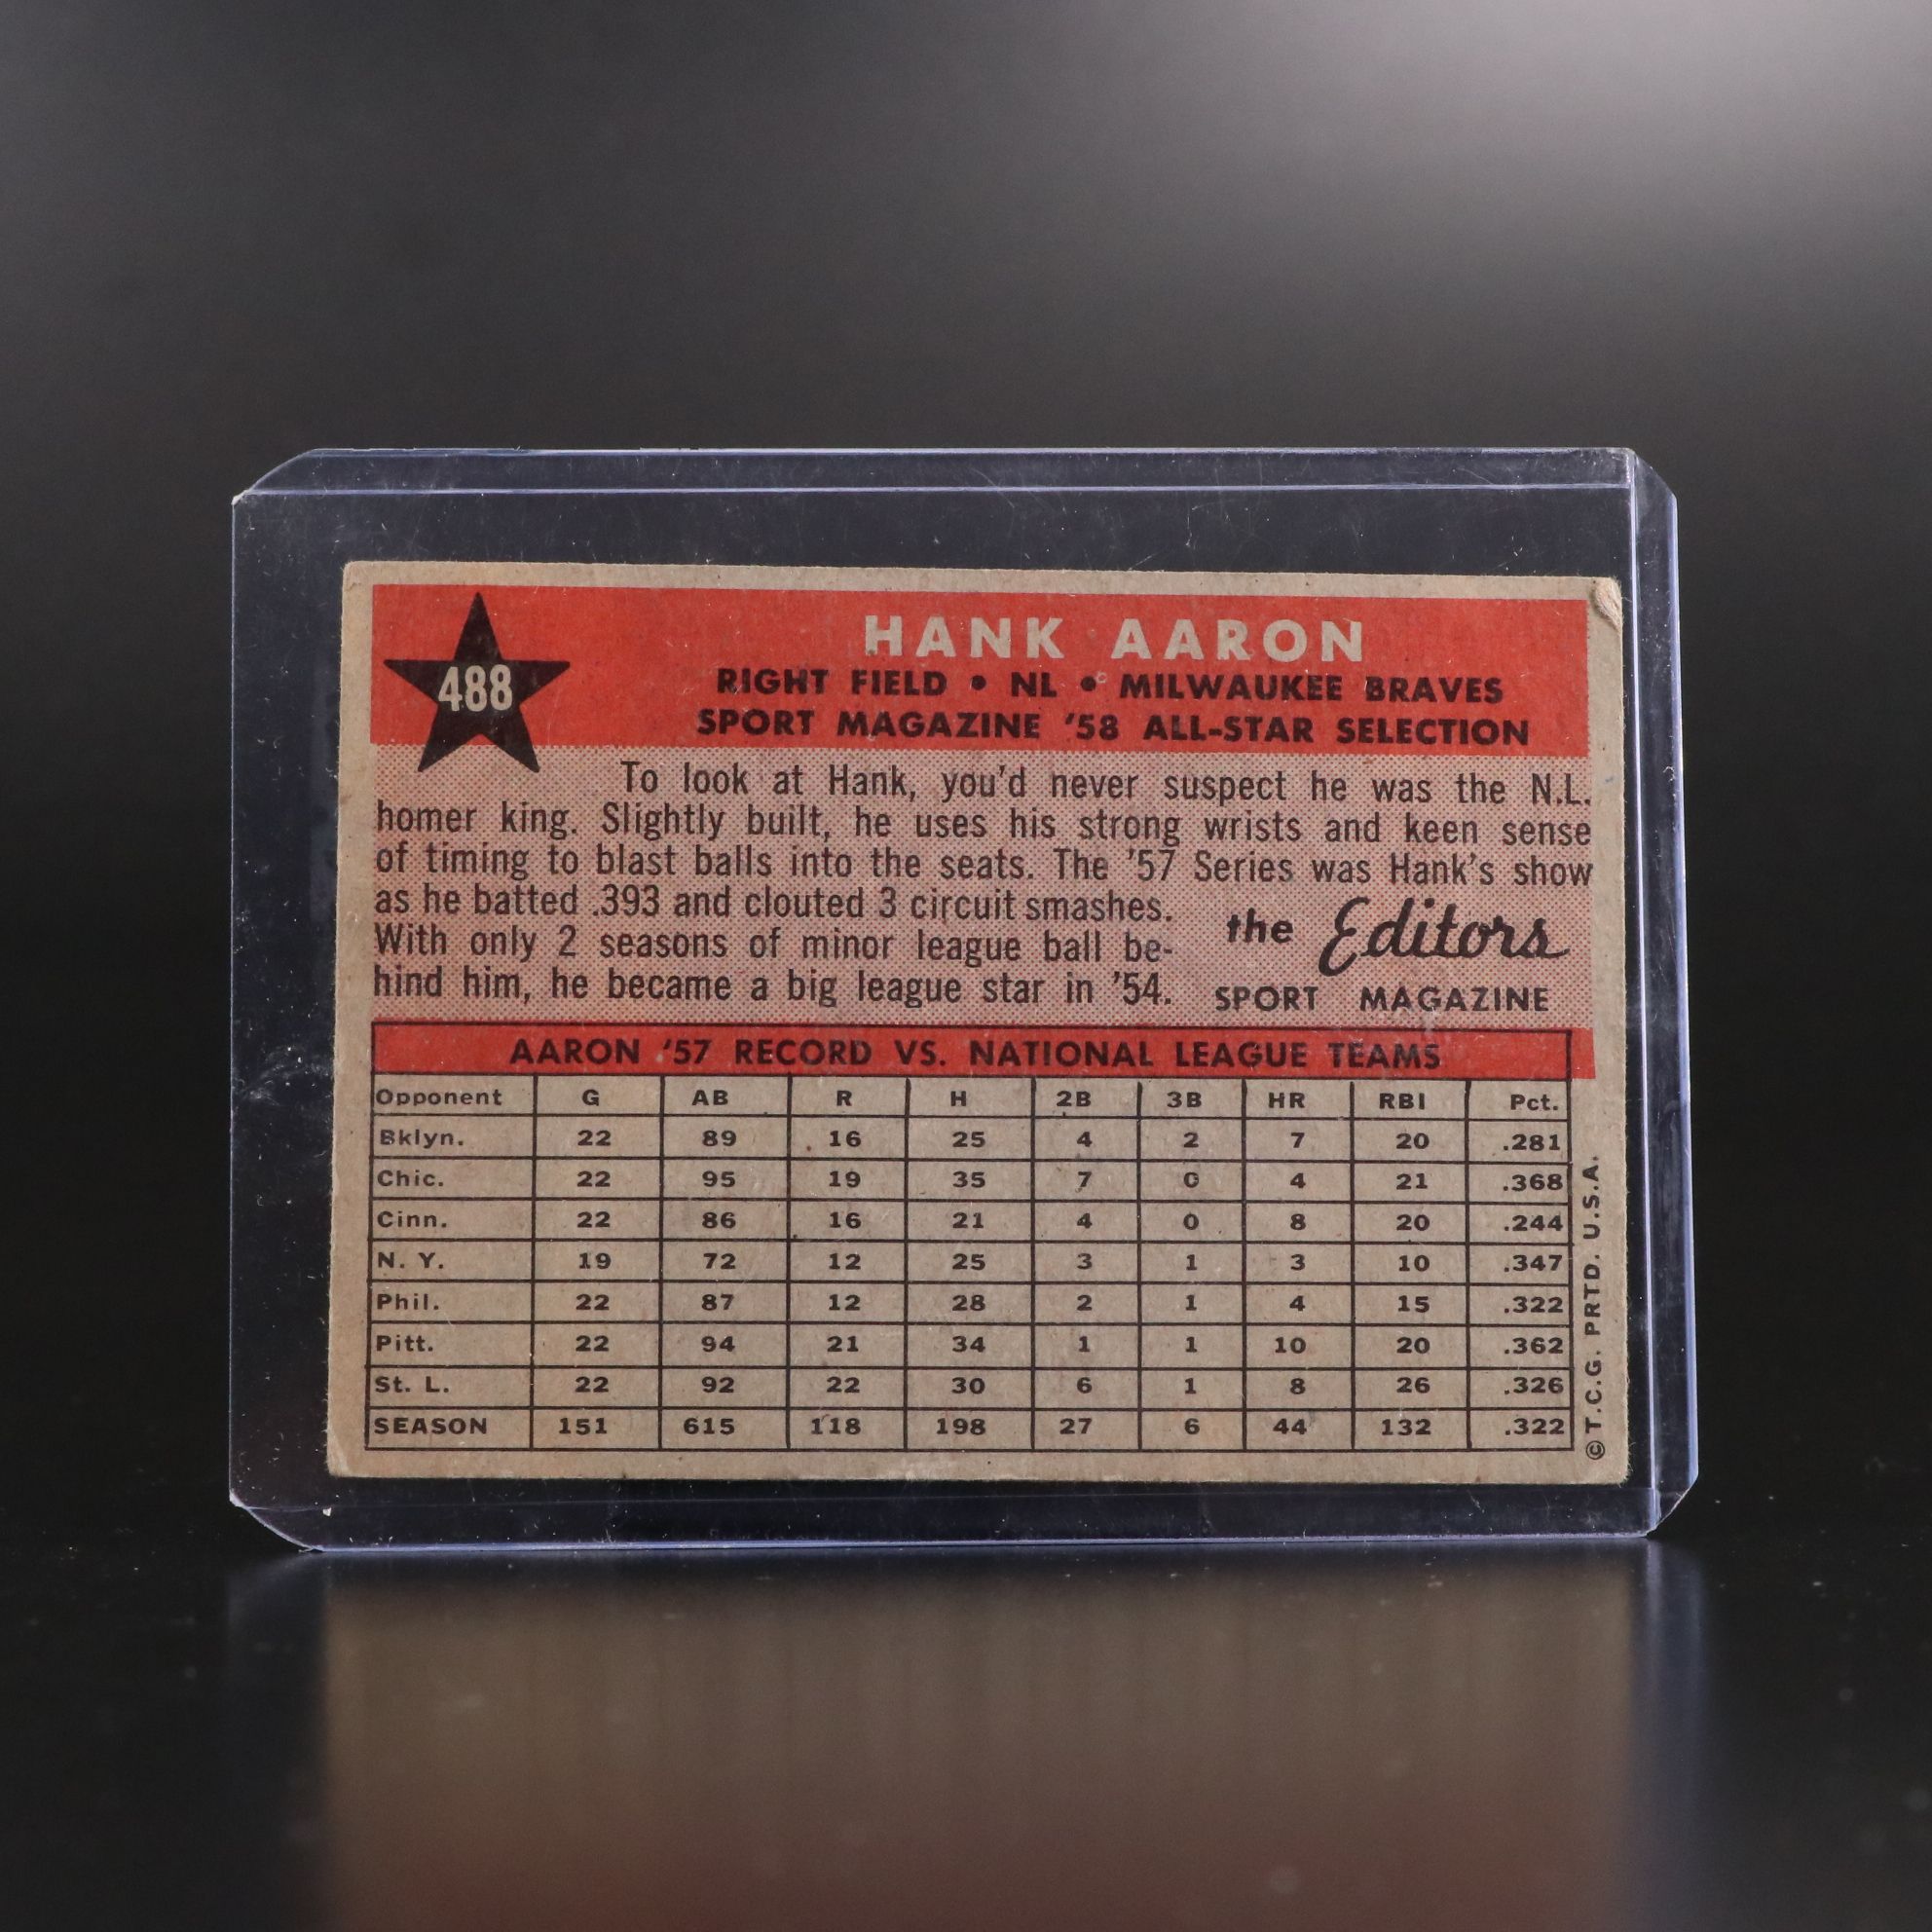 488
HANK AARON
RIGHT FIELD • NL • MILWAUKEE BRAVES
SPORT MAGAZINE '58 ALL-STAR SELECTION
To look at Hank, you'd never suspect he was the N.L.
homer king. Slightly built, he uses his strong wrists and keen sense
of timing to blast balls into the seats. The '57 Series was Hank's show
as he batted .393 and clouted 3 circuit smashes.
With only 2 seasons of minor league ball be-
hind him, he became a big league star in '54.
the Editors
SPORT MAGAZINE
AARON '57 RECORD VS. NATIONAL LEAGUE TEAMS
Opponent G AB R H 2B 3B HR RBI Pct.
Bklyn. 22 89 16 25 4 2 7 20 .281
Chic. 22 95 19 35 7 0 4 21 .368
Cinn. 22 86 16 21 4 0 8 20 .244
N. Y. 19 72 12 25 3 1 3 10 .347
Phil. 22 87 12 28 2 1 4 15 .322
Pitt. 22 94 21 34 1 1 10 20 .362
St. L. 22 92 22 30 6 1 8 26 .326
SEASON 151 615 118 198 27 6 44 132 .322
© T.C.G. PRTD. U.S.A.